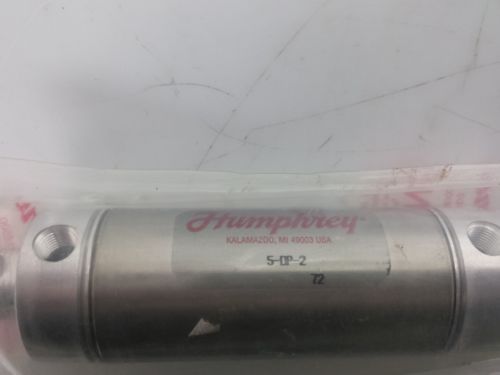 Humphrey
KALAMAZOO, MI 49003 USA
5-DP-2
72